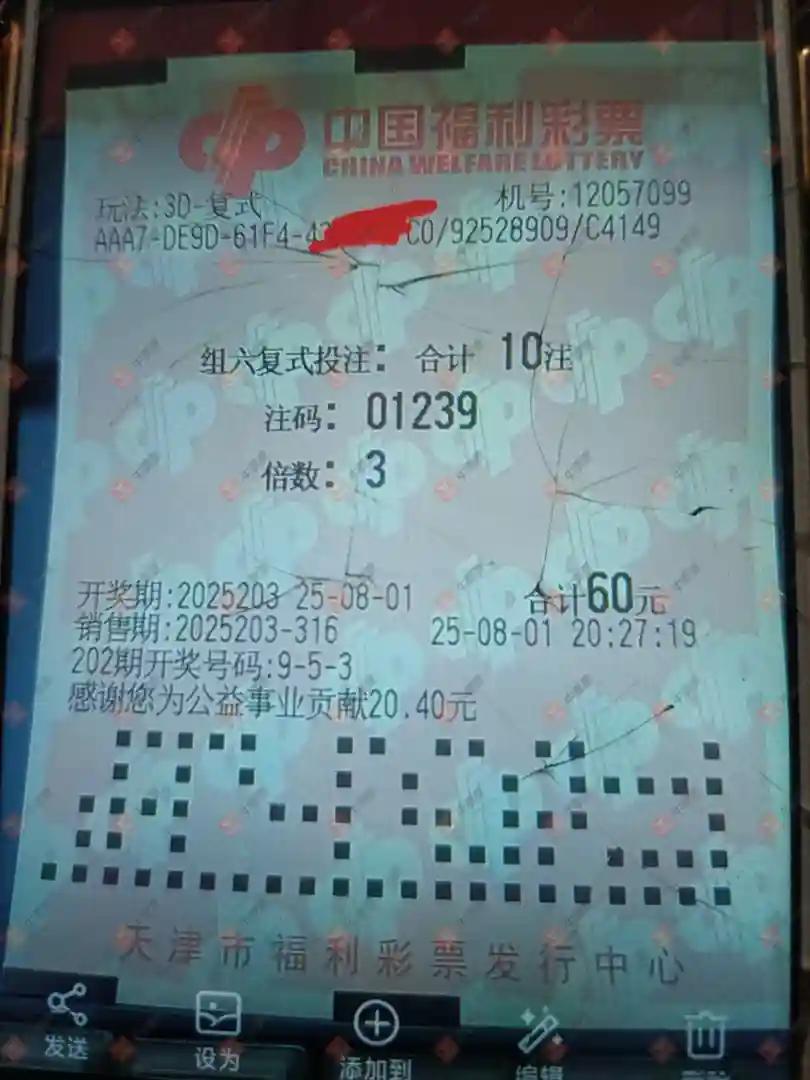 中国福利彩票
CHINA WELFARE LOTTERY
玩法:3D-复式 机号:12057099
AAA7-DE9D-61F4-4 C0/92528909/C4149
组六复式投注: 合计 10注
注码: 01239
倍数: 3
开奖期:2025203 25-08-01 合计60元
销售期:2025203-316 25-08-01 20:27:19
202期开奖号码:9-5-3
感谢您为公益事业贡献20.40元
天津市福利彩票发行中心
发送 设为 添加到 编辑